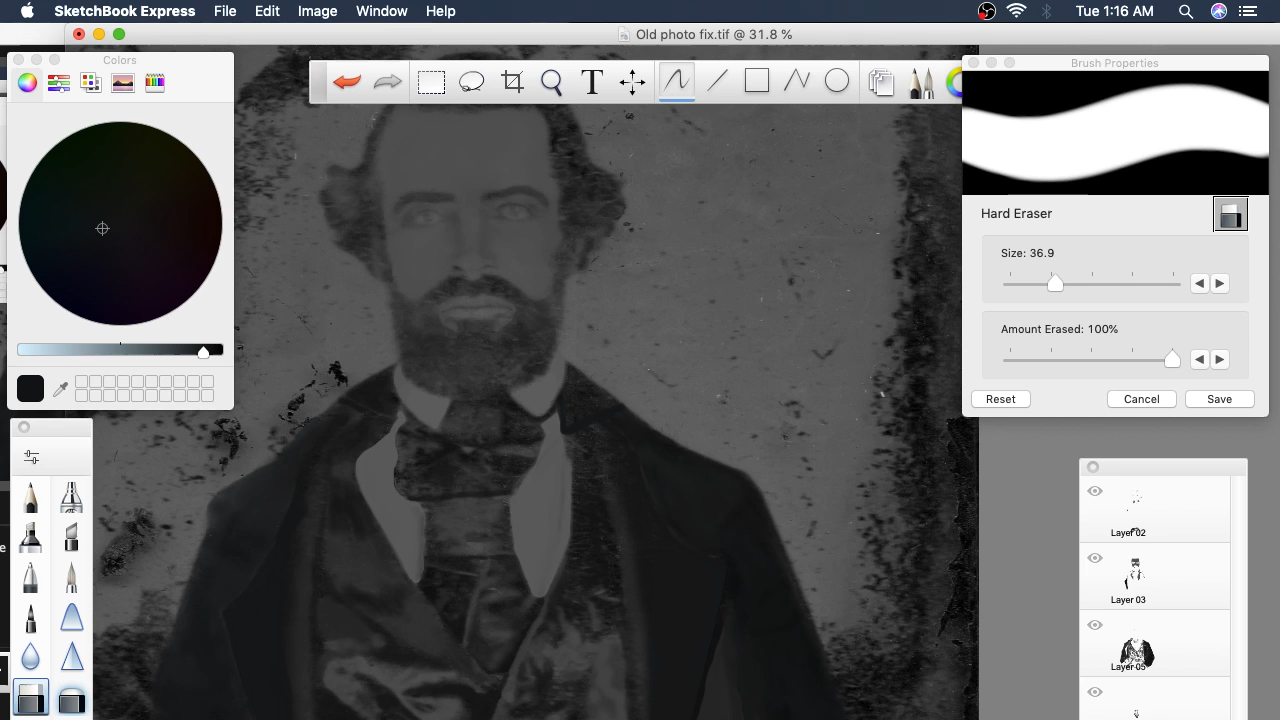 SketchBook Express File Edit Image Window Help Tue 1:16 AM
Old photo fix.tif @ 31.8 %
Colors
T
Brush Properties
Hard Eraser
Size: 36.9
Amount Erased: 100%
Reset Cancel Save
Layer 02
Layer 03
Layer 05
e